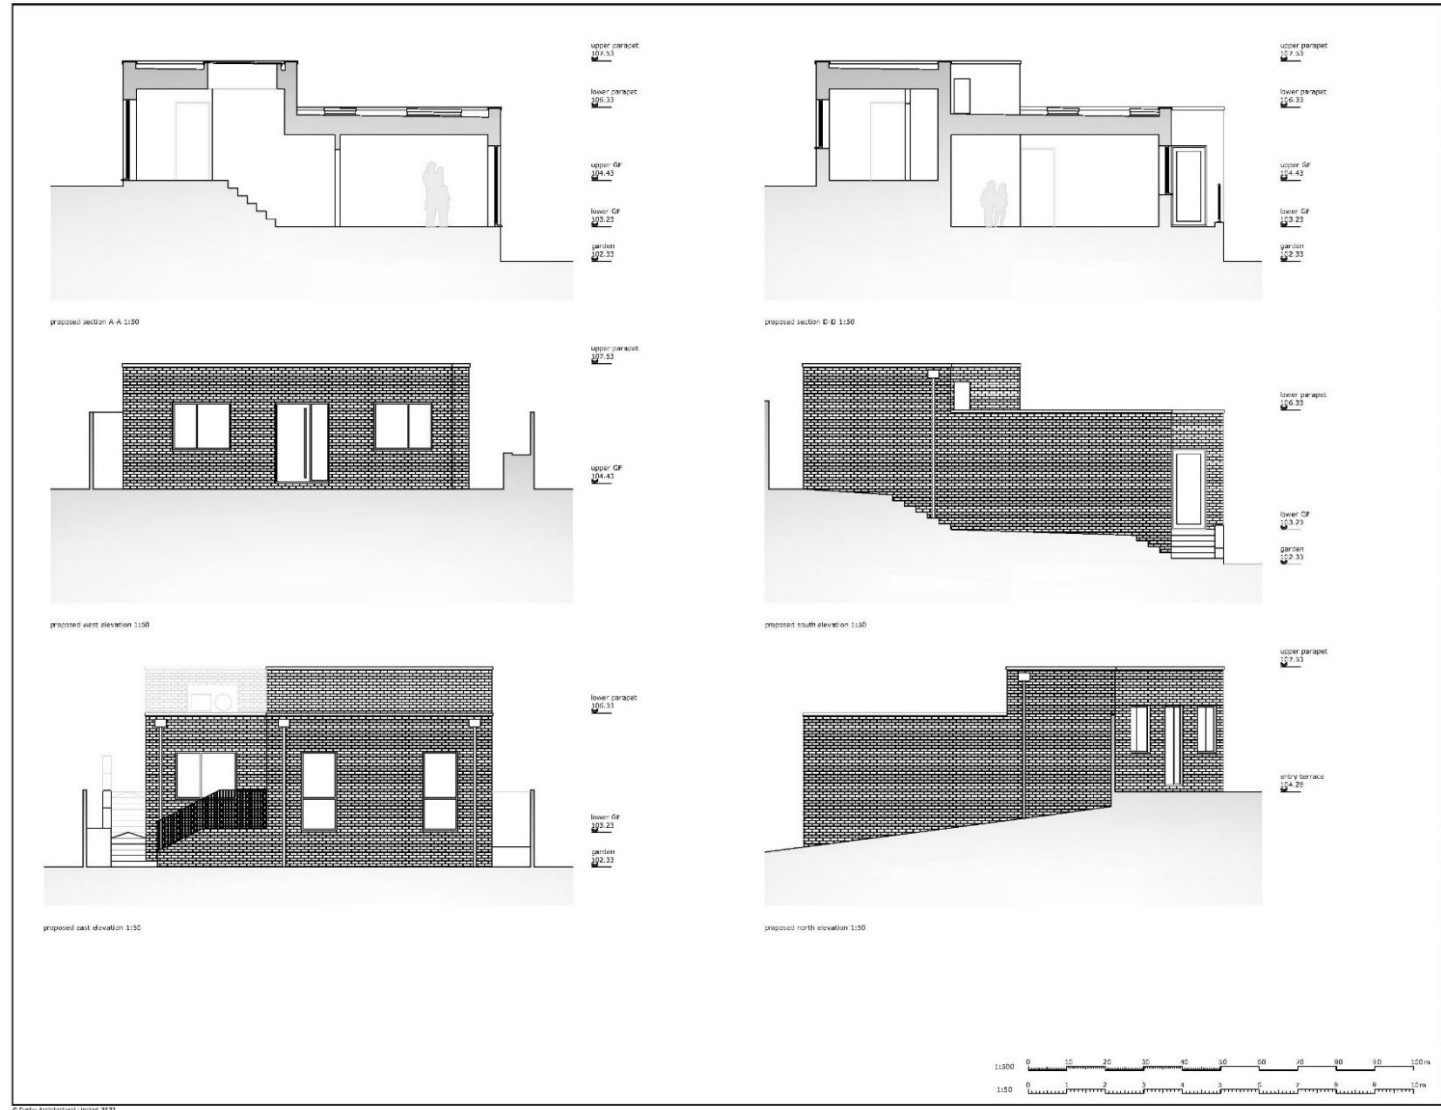 upper parapet
107.53
lower parapet
106.33
upper GF
104.43
lower GF
103.23
garden
102.33
proposed section A-A 1:50
upper parapet
107.53
lower parapet
106.33
upper GF
104.43
lower GF
103.23
garden
102.33
proposed section D-D 1:50
upper parapet
107.53
upper GF
104.43
proposed west elevation 1:50
lower parapet
106.33
lower GF
103.23
garden
102.33
proposed south elevation 1:50
lower parapet
106.33
lower GF
103.23
garden
102.33
proposed east elevation 1:50
upper parapet
107.53
entry terrace
104.28
proposed north elevation 1:50
1:500 0 10 20 30 40 50 60 70 80 90 100m
1:50 0 1 2 3 4 5 6 7 8 9 10m